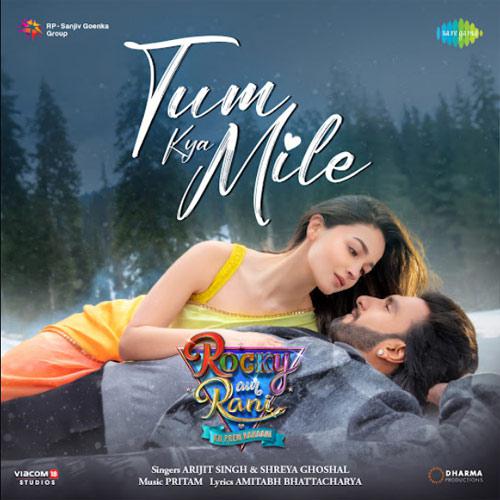 RP - Sanjiv Goenka
Group
SAREGAMA
Tum
Kya
Mile
Rocky
aur
Rani
KII PREM KAHAANI
Singers ARIJIT SINGH & SHREYA GHOSHAL
Music PRITAM Lyrics AMITABH BHATTACHARYA
VIACOM 18
STUDIOS
DHARMA
PRODUCTIONS